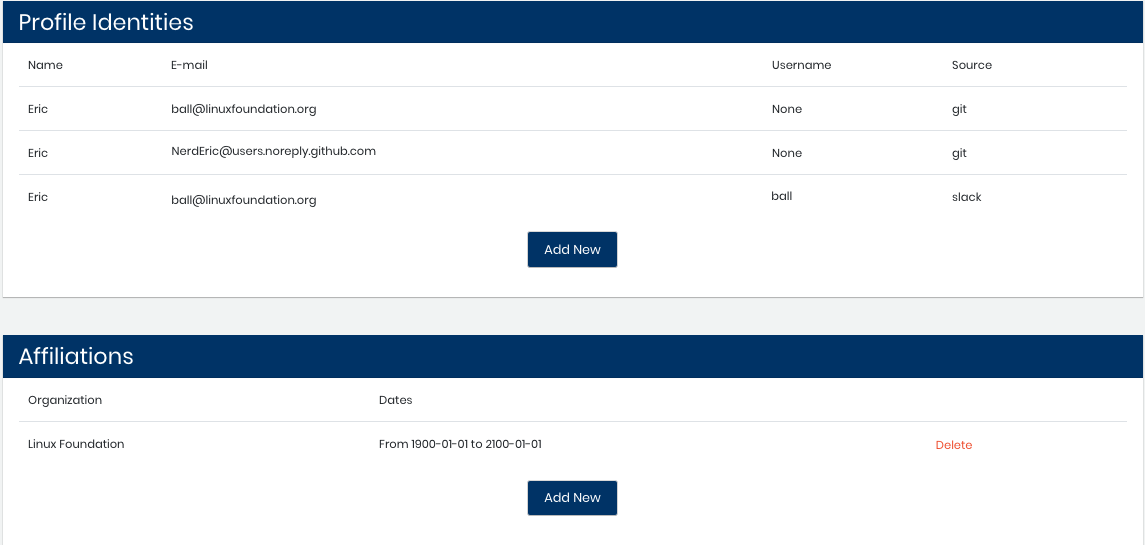 Profile Identities
Name E-mail Username Source
Eric ball@linuxfoundation.org None git
Eric NerdEric@users.noreply.github.com None git
Eric ball@linuxfoundation.org ball slack
Add New
Affiliations
Organization Dates
Linux Foundation From 1900-01-01 to 2100-01-01 Delete
Add New